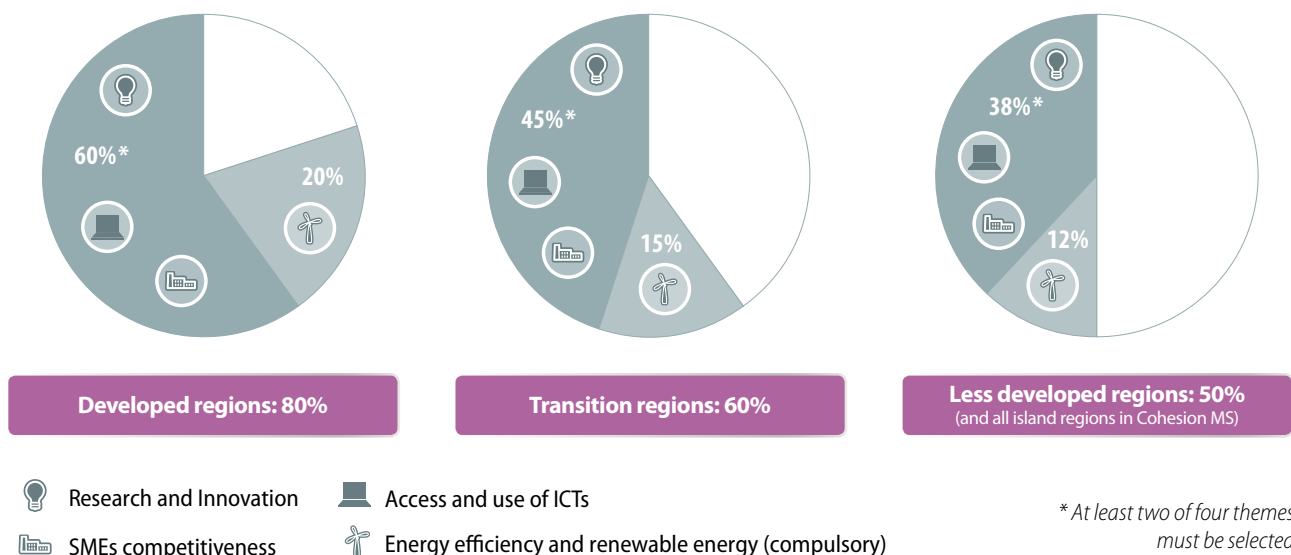 60%*
20%
45%*
15%
38%*
12%
Developed regions: 80%
Transition regions: 60%
Less developed regions: 50%
(and all island regions in Cohesion MS)
Research and Innovation
Access and use of ICTs
SMEs competitiveness
Energy efficiency and renewable energy (compulsory)
* At least two of four themes
must be selected